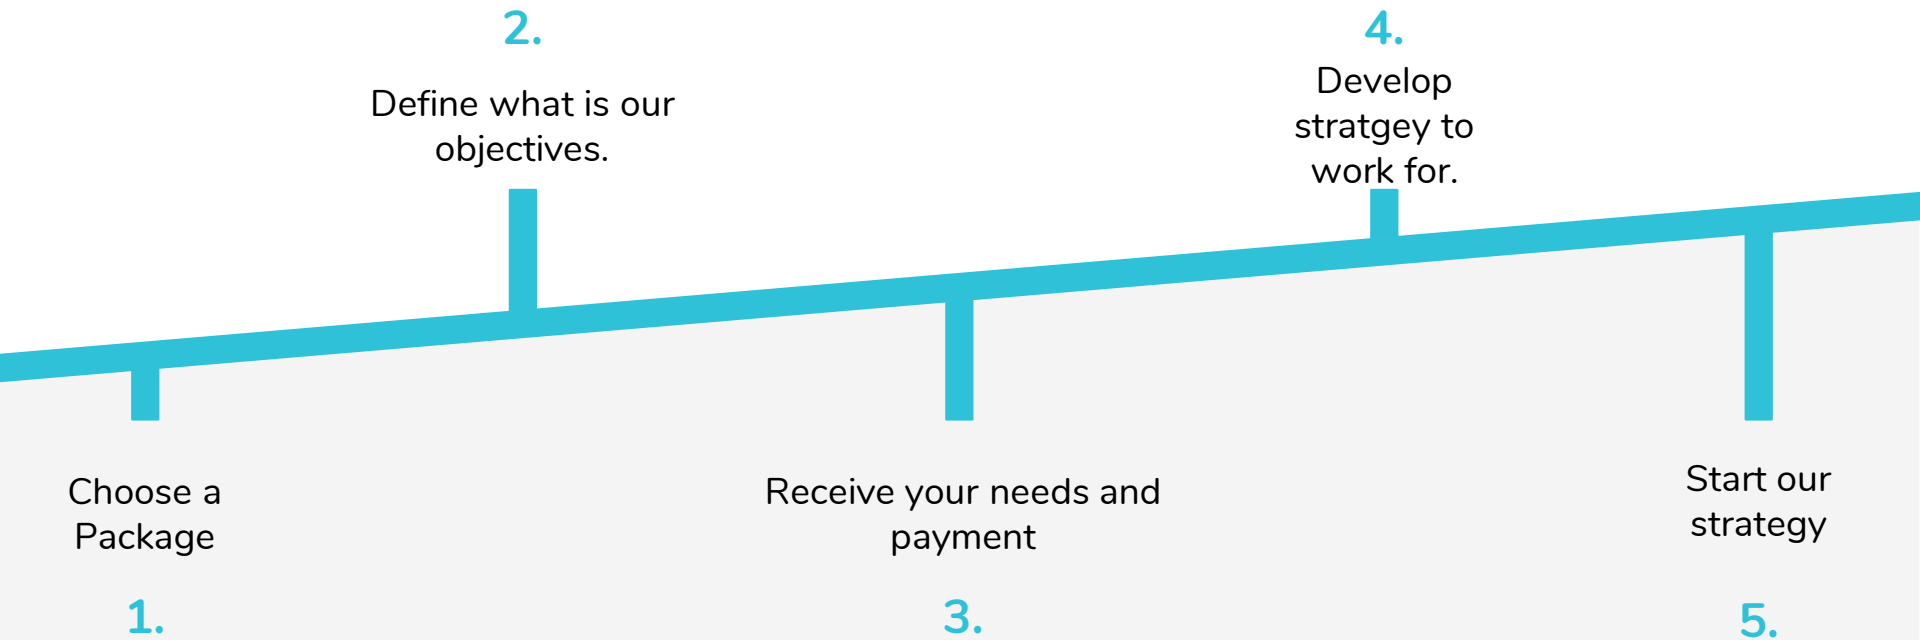 1.
Choose a
Package
2.
Define what is our
objectives.
3.
Receive your needs and
payment
4.
Develop
stratgey to
work for.
5.
Start our
strategy